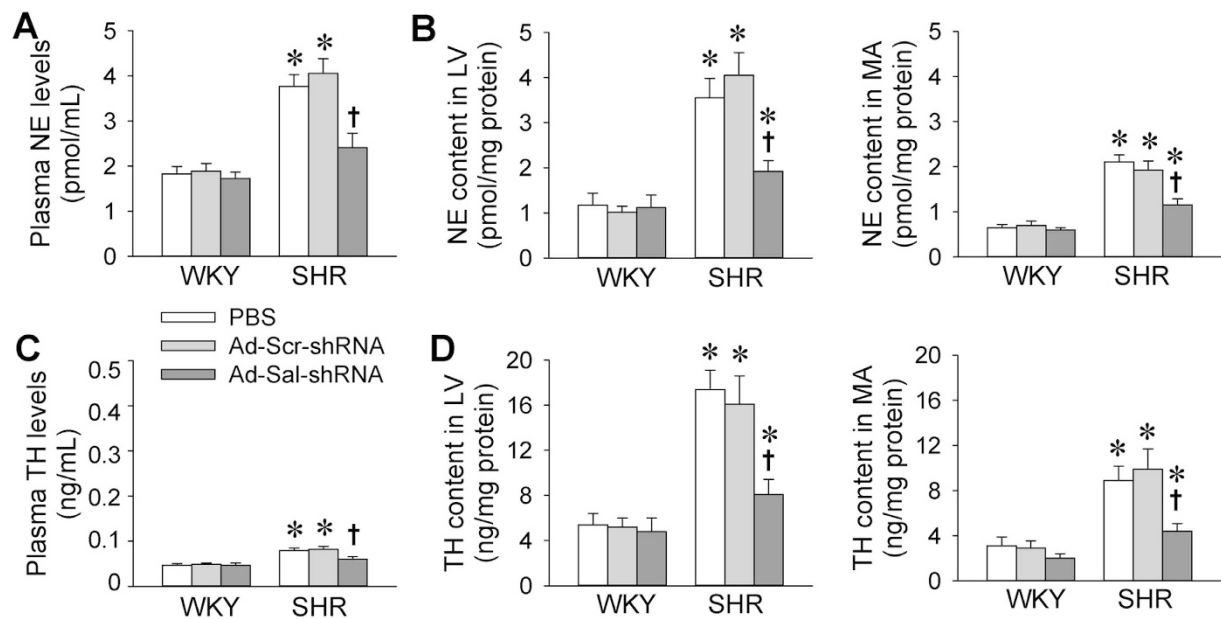 A
Plasma NE levels
(pmol/mL)
5
4
3
2
1
0
* * †
WKY SHR
B
NE content in LV
(pmol/mg protein)
5
4
3
2
1
0
* * *
†
WKY SHR
NE content in MA
(pmol/mg protein)
5
4
3
2
1
0
* * *
†
WKY SHR
PBS
Ad-Scr-shRNA
Ad-Sal-shRNA
C
Plasma TH levels
(ng/mL)
0.5
0.4
0.3
0.2
0.1
0
* * †
WKY SHR
D
TH content in LV
(ng/mg protein)
20
16
12
8
4
0
* * *
†
WKY SHR
TH content in MA
(ng/mg protein)
20
16
12
8
4
0
* * *
†
WKY SHR